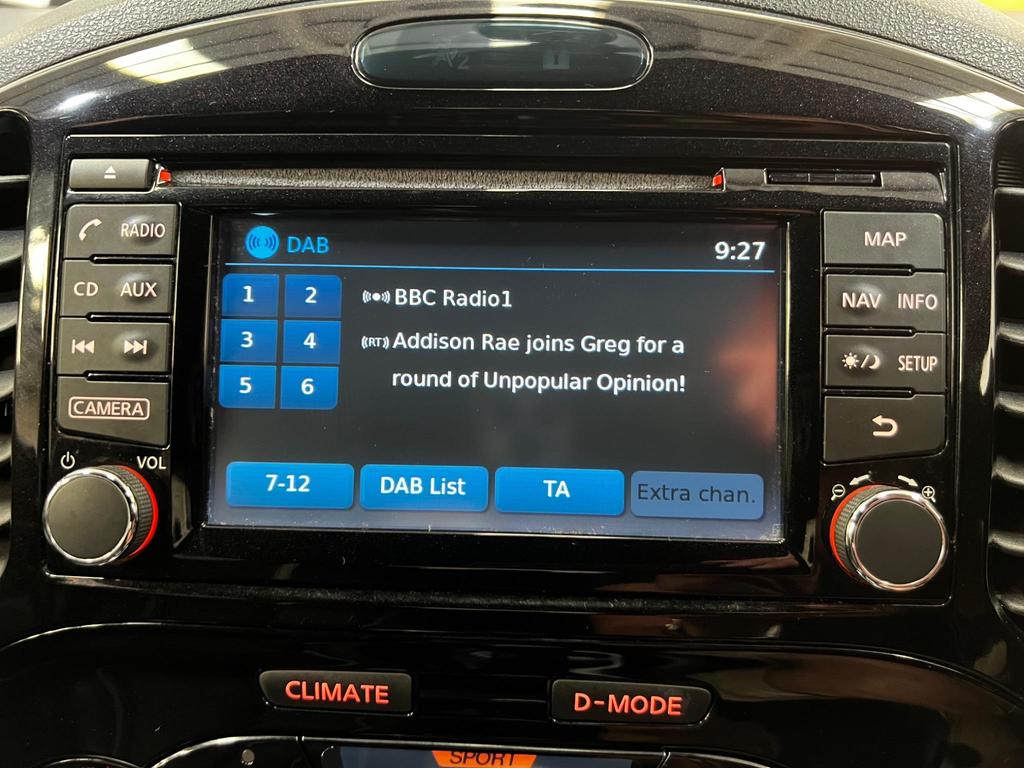 RADIO
CD AUX
CAMERA
VOL
DAB
9:27
1 2
3 4
5 6
BBC Radio1
(RT) Addison Rae joins Greg for a
round of Unpopular Opinion!
7-12 DAB List TA Extra chan.
MAP
NAV INFO
SETUP
CLIMATE D-MODE
SPORT